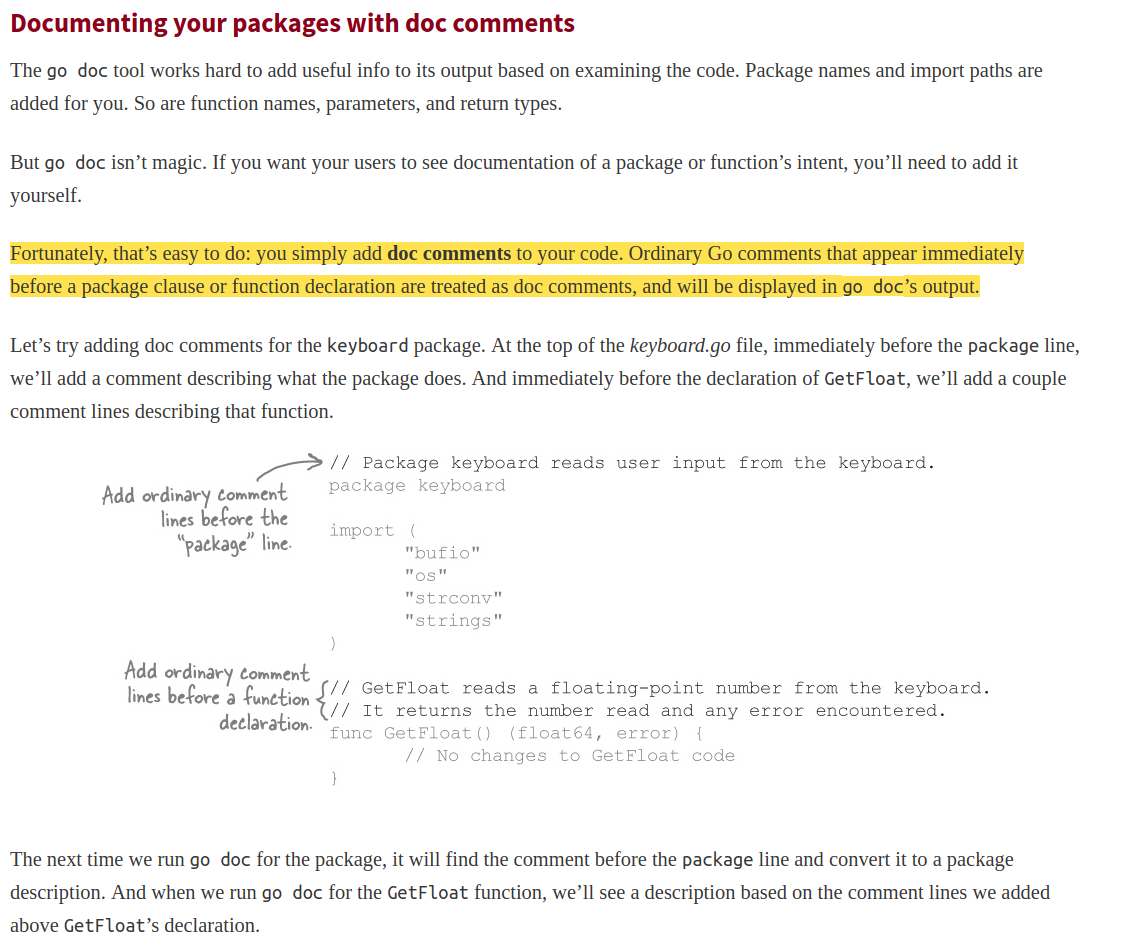 Documenting your packages with doc comments
The go doc tool works hard to add useful info to its output based on examining the code. Package names and import paths are
added for you. So are function names, parameters, and return types.
But go doc isn’t magic. If you want your users to see documentation of a package or function’s intent, you’ll need to add it
yourself.
Fortunately, that’s easy to do: you simply add doc comments to your code. Ordinary Go comments that appear immediately
before a package clause or function declaration are treated as doc comments, and will be displayed in go doc’s output.
Let’s try adding doc comments for the keyboard package. At the top of the keyboard.go file, immediately before the package line,
we’ll add a comment describing what the package does. And immediately before the declaration of GetFloat, we’ll add a couple
comment lines describing that function.
// Package keyboard reads user input from the keyboard.
package keyboard
Add ordinary comment
lines before the
“package” line.
import (
"bufio"
"os"
"strconv"
"strings"
)
Add ordinary comment
lines before a function
declaration.
// GetFloat reads a floating-point number from the keyboard.
// It returns the number read and any error encountered.
func GetFloat() (float64, error) {
// No changes to GetFloat code
}
The next time we run go doc for the package, it will find the comment before the package line and convert it to a package
description. And when we run go doc for the GetFloat function, we’ll see a description based on the comment lines we added
above GetFloat’s declaration.